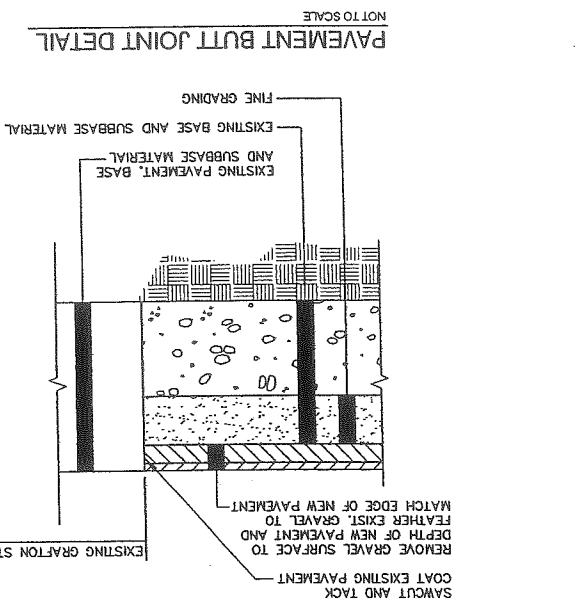 SAWCUT AND TACK
COAT EXISTING PAVEMENT
EXISTING GRAFTON ST
REMOVE GRAVEL SURFACE TO
DEPTH OF NEW PAVEMENT AND
FEATHER EXIST. GRAVEL TO
MATCH EDGE OF NEW PAVEMENT
EXISTING PAVEMENT, BASE
AND SUBBASE MATERIAL
EXISTING BASE AND SUBBASE MATERIAL
FINE GRADING
PAVEMENT BUTT JOINT DETAIL
NOT TO SCALE